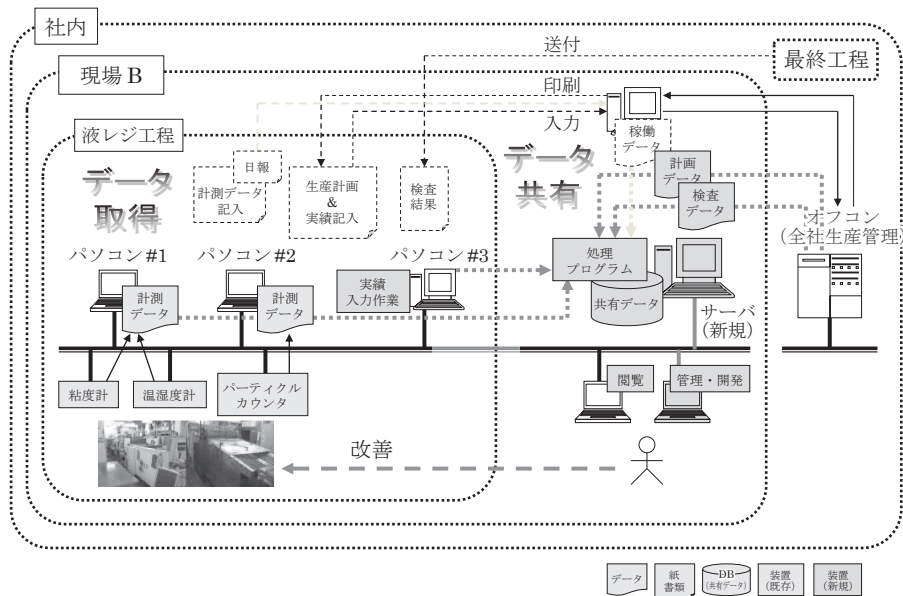 社内
送付
最終工程
現場 B
印刷
入力
稼働
データ
液レジ工程
データ
取得
日報
計測データ
記入
生産計画
&
実績記入
検査
結果
データ
共有
計画
データ
検査
データ
オフコン
(全社生産管理)
パソコン #1
パソコン #2
パソコン #3
計測
データ
計測
データ
実績
入力作業
処理
プログラム
共有データ
サーバ
(新規)
粘度計
温湿度計
パーティクル
カウンタ
閲覧
管理・開発
改善
データ
紙
書類
DB
(共有データ)
装置
(既存)
装置
(新規)